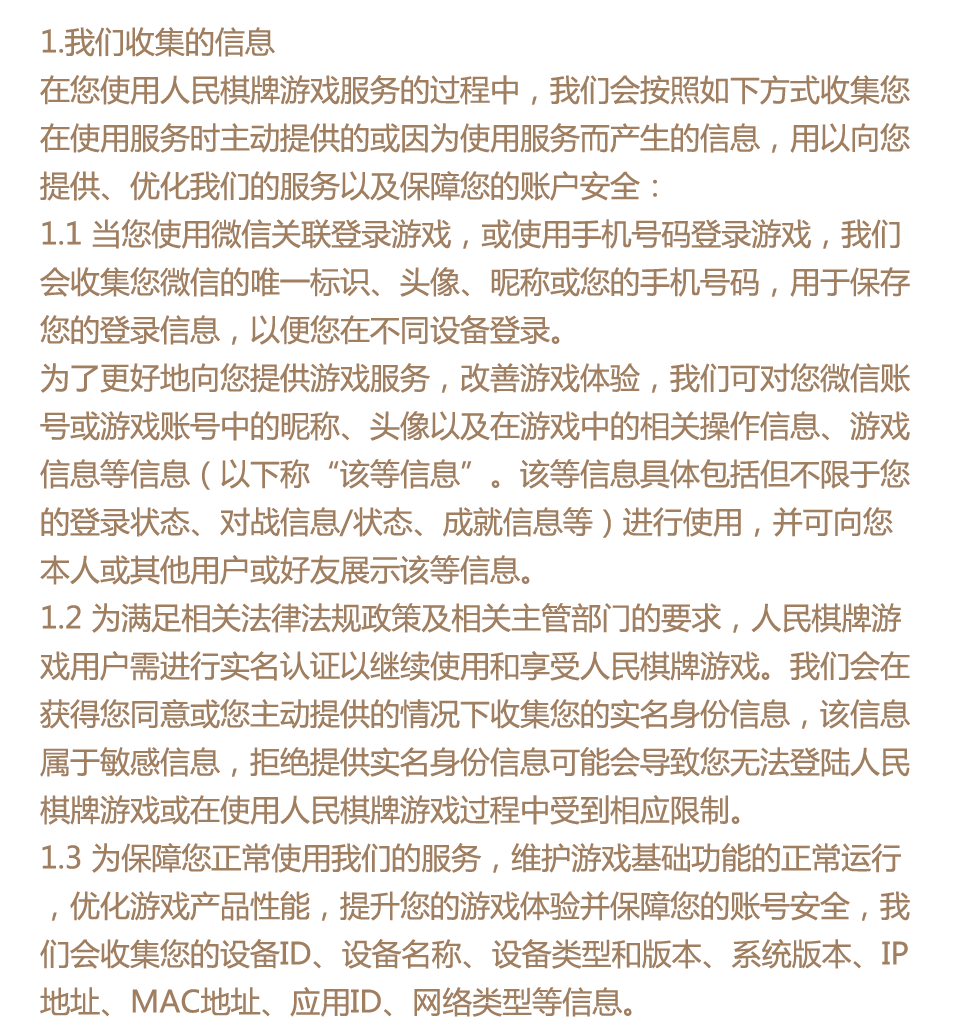 1.我们收集的信息
在您使用人民棋牌游戏服务的过程中，我们会按照如下方式收集您
在使用服务时主动提供的或因为使用服务而产生的信息，用以向您
提供、优化我们的服务以及保障您的账户安全：
1.1 当您使用微信关联登录游戏，或使用手机号码登录游戏，我们
会收集您微信的唯一标识、头像、昵称或您的手机号码，用于保存
您的登录信息，以便您在不同设备登录。
为了更好地向您提供游戏服务，改善游戏体验，我们可对您微信账
号或游戏账号中的昵称、头像以及在游戏中的相关操作信息、游戏
信息等信息（以下称“该等信息”。该等信息具体包括但不限于您
的登录状态、对战信息/状态、成就信息等）进行使用，并可向您
本人或其他用户或好友展示该等信息。
1.2 为满足相关法律法规政策及相关主管部门的要求，人民棋牌游
戏用户需进行实名认证以继续使用和享受人民棋牌游戏。我们会在
获得您同意或您主动提供的情况下收集您的实名身份信息，该信息
属于敏感信息，拒绝提供实名身份信息可能会导致您无法登陆人民
棋牌游戏或在使用人民棋牌游戏过程中受到相应限制。
1.3 为保障您正常使用我们的服务，维护游戏基础功能的正常运行
，优化游戏产品性能，提升您的游戏体验并保障您的账号安全，我
们会收集您的设备ID、设备名称、设备类型和版本、系统版本、IP
地址、MAC地址、应用ID、网络类型等信息。